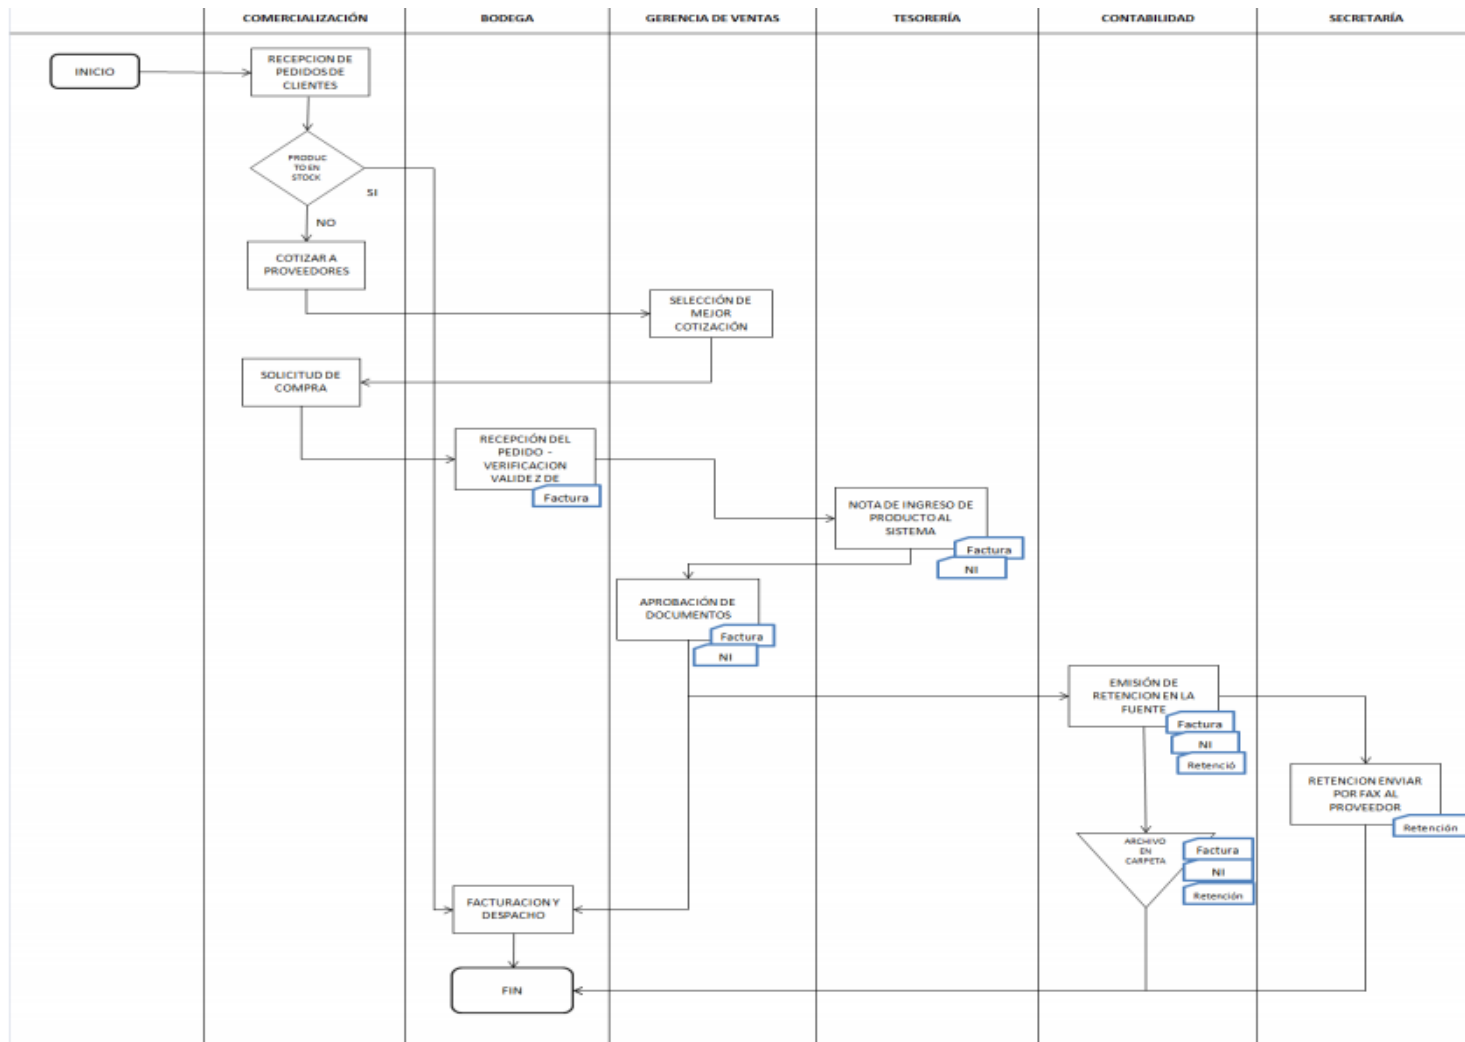 COMERCIALIZACIÓN
BODEGA
GERENCIA DE VENTAS
TESORERÍA
CONTABILIDAD
SECRETARÍA
INICIO
RECEPCION DE
PEDIDOS DE
CLIENTES
PRODUC
TO EN
STOCK
SI
NO
COTIZAR A
PROVEEDORES
SELECCIÓN DE
MEJOR
COTIZACIÓN
SOLICITUD DE
COMPRA
RECEPCIÓN DEL
PEDIDO -
VERIFICACION
VALIDEZ DE
Factura
NOTA DE INGRESO DE
PRODUCTO AL
SISTEMA
Factura
NI
APROBACIÓN DE
DOCUMENTOS
Factura
NI
EMISIÓN DE
RETENCION EN LA
FUENTE
Factura
NI
Retenció
RETENCION ENVIAR
POR FAX AL
PROVEEDOR
Retención
ARCHIVO
EN
CARPETA
Factura
NI
Retención
FACTURACION Y
DESPACHO
FIN